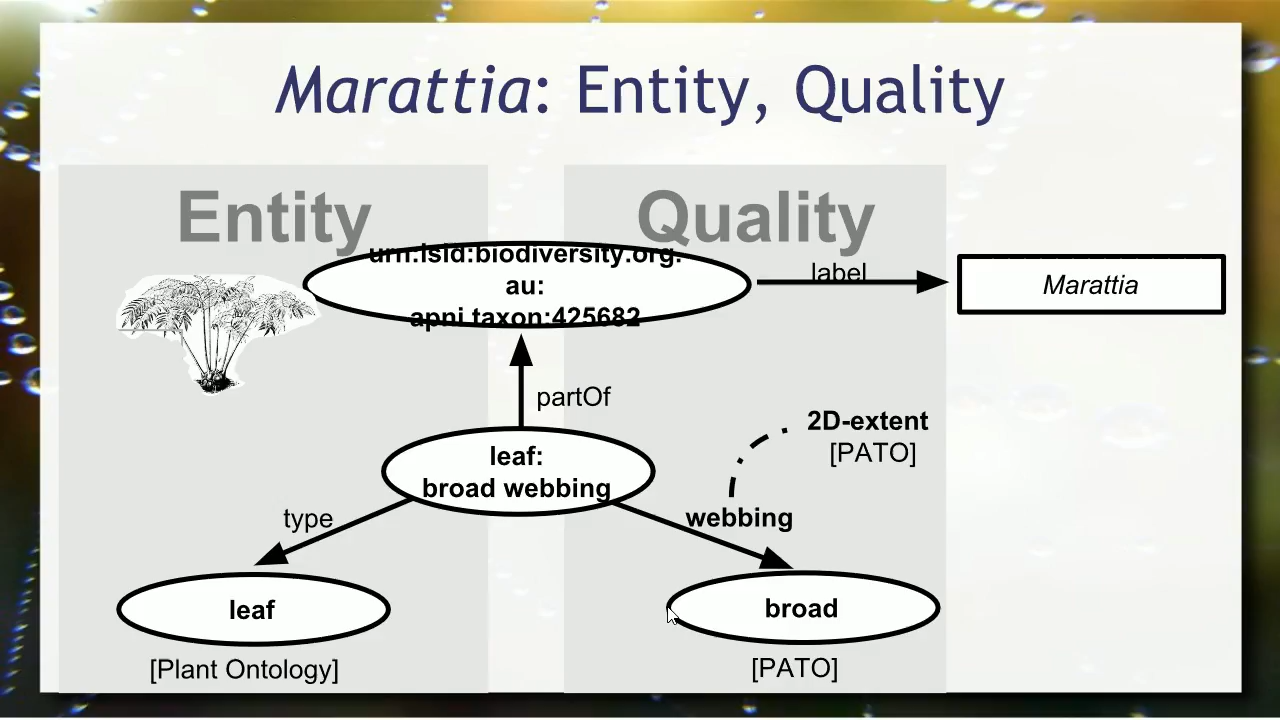 Marattia: Entity, Quality
Entity
Quality
urn:lsid:biodiversity.org.
au:
apni.taxon:425682
label
Marattia
partOf
2D-extent
[PATO]
leaf:
broad webbing
type
webbing
leaf
broad
[Plant Ontology]
[PATO]